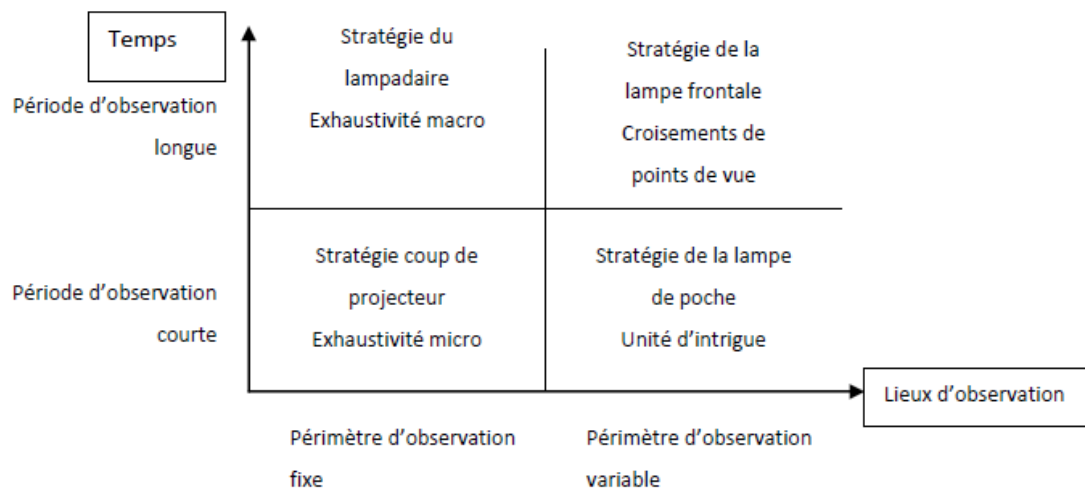 Temps
Période d'observation
longue
Stratégie du
lampadaire
Exhaustivité macro
Stratégie de la
lampe frontale
Croisements de
points de vue
Période d'observation
courte
Stratégie coup de
projecteur
Exhaustivité micro
Stratégie de la lampe
de poche
Unité d'intrigue
Lieux d'observation
Périmètre d'observation
fixe
Périmètre d'observation
variable